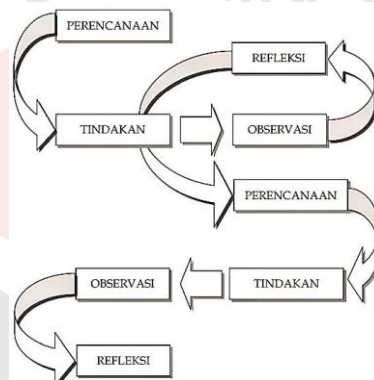 PERENCANAAN
REFLEKSI
TINDAKAN
OBSERVASI
PERENCANAAN
OBSERVASI
TINDAKAN
REFLEKSI